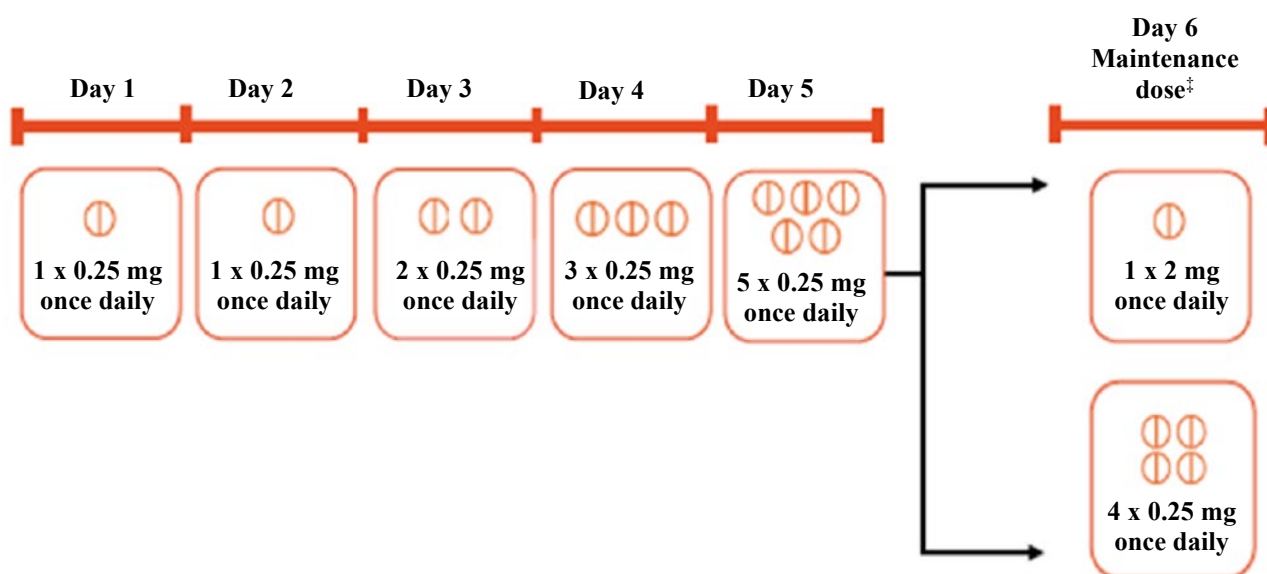 Day 1
Day 2
Day 3
Day 4
Day 5
Day 6
Maintenance
dose‡
1 x 0.25 mg
once daily
1 x 0.25 mg
once daily
2 x 0.25 mg
once daily
3 x 0.25 mg
once daily
5 x 0.25 mg
once daily
1 x 2 mg
once daily
4 x 0.25 mg
once daily